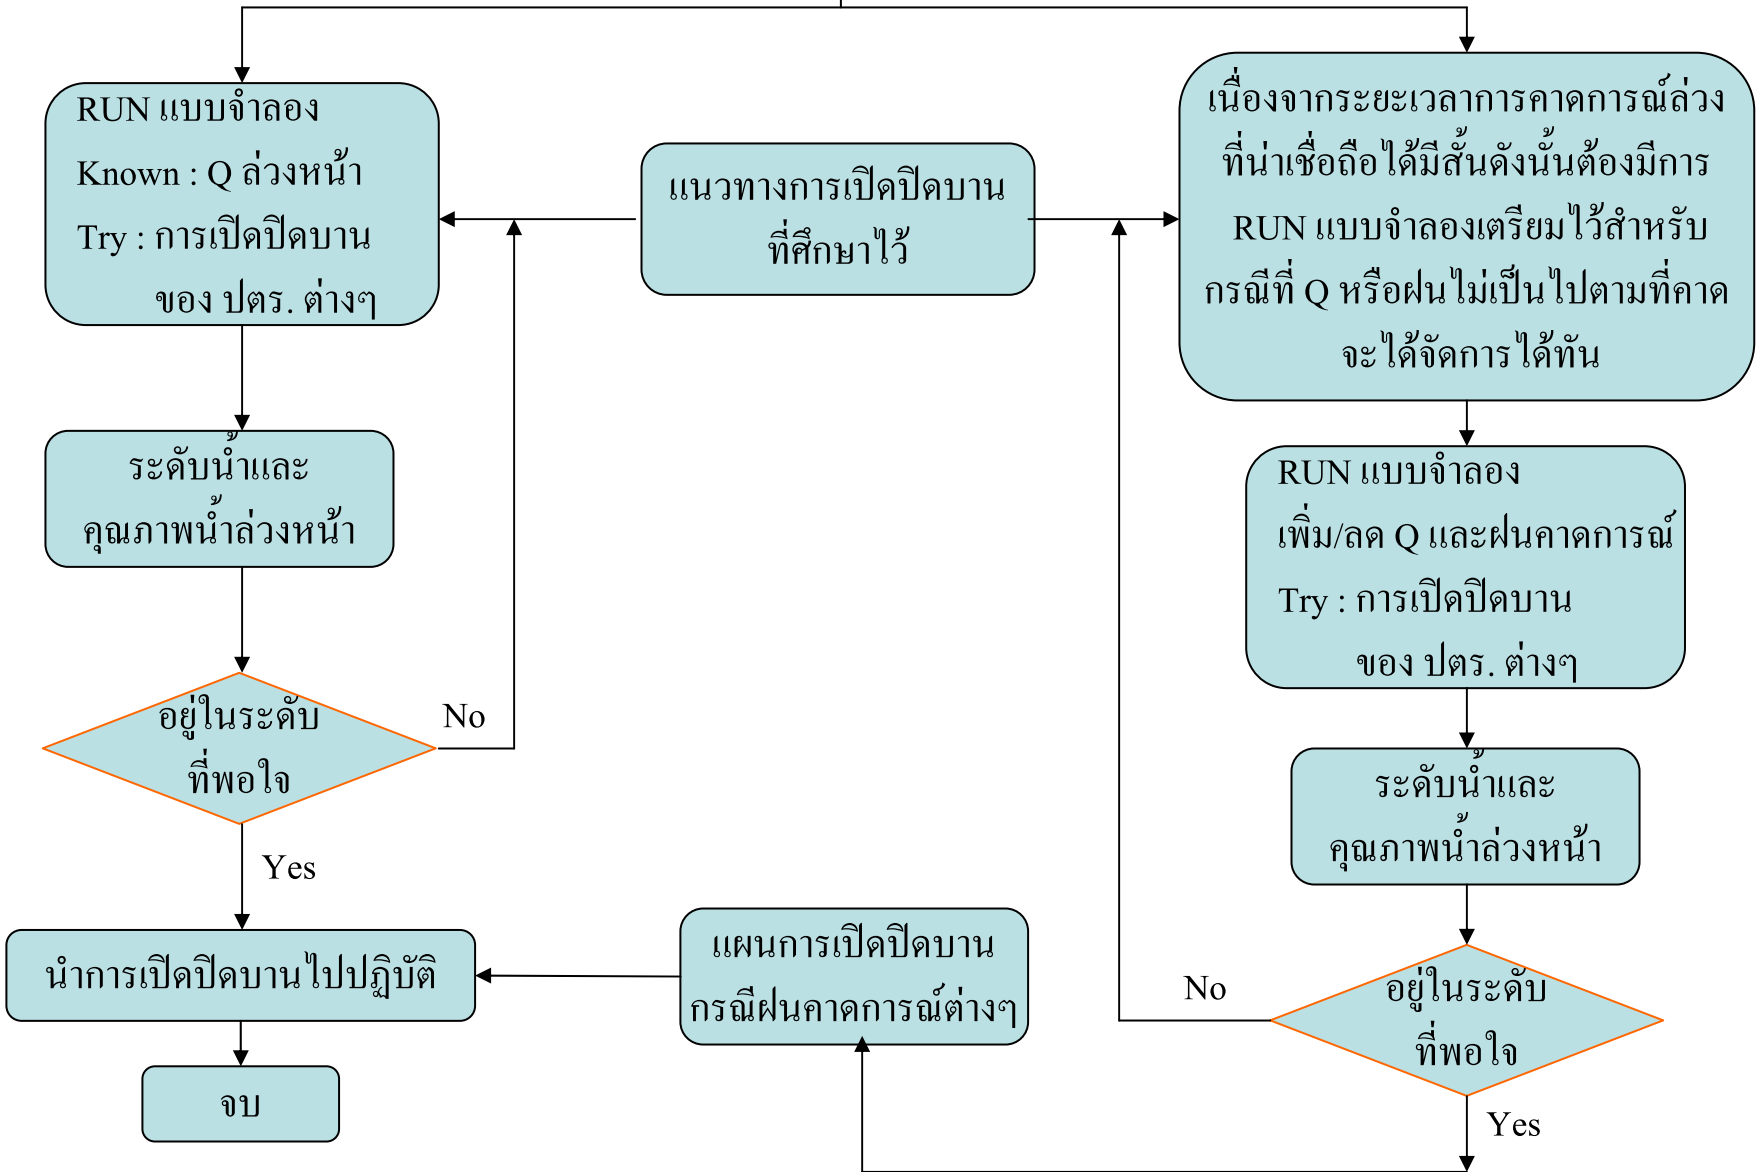 RUN แบบจำลอง
Known : Q ล่วงหน้า
Try : การเปิดปิดบาน
ของ ปตร. ต่างๆ
แนวทางการเปิดปิดบาน
ที่ศึกษาไว้
เนื่องจากระยะเวลาการคาดการณ์ล่วง
ที่น่าเชื่อถือได้มีสั้นดังนั้นต้องมีการ
RUN แบบจำลองเตรียมไว้สำหรับ
กรณีที่ Q หรือฝนไม่เป็นไปตามที่คาด
จะได้จัดการได้ทัน
ระดับน้ำและ
คุณภาพน้ำล่วงหน้า
RUN แบบจำลอง
เพิ่ม/ลด Q และฝนคาดการณ์
Try : การเปิดปิดบาน
ของ ปตร. ต่างๆ
อยู่ในระดับ
ที่พอใจ
No
Yes
ระดับน้ำและ
คุณภาพน้ำล่วงหน้า
นำการเปิดปิดบานไปปฏิบัติ
แผนการเปิดปิดบาน
กรณีฝนคาดการณ์ต่างๆ
No
อยู่ในระดับ
ที่พอใจ
จบ
Yes